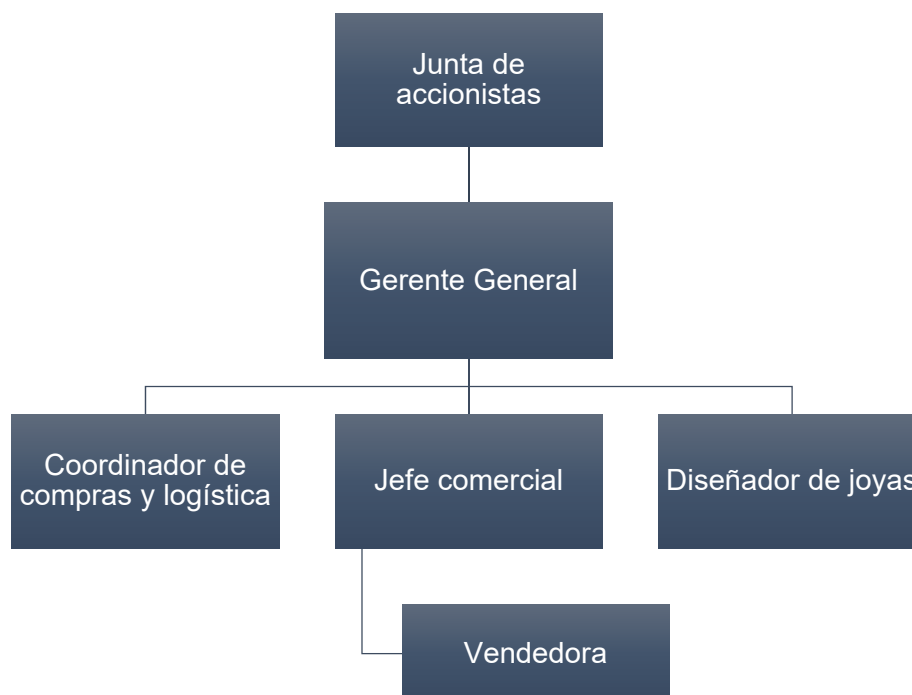 Junta de
accionistas
Gerente General
Coordinador de
compras y logística
Jefe comercial
Diseñador de joyas
Vendedora